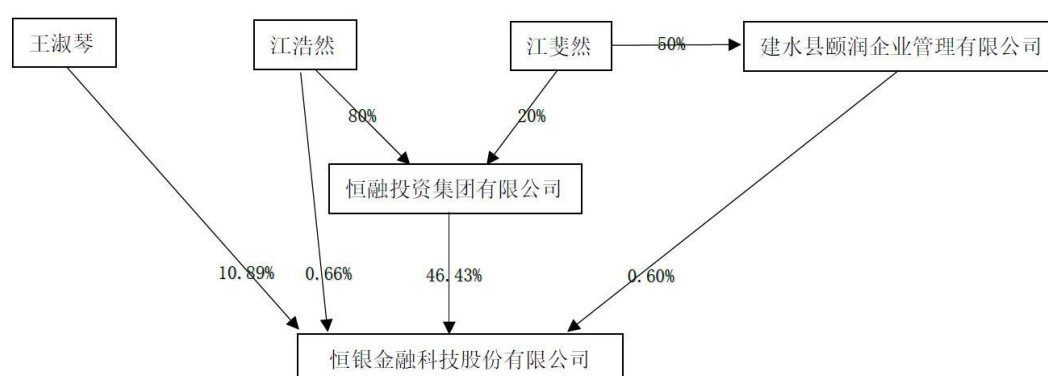 王淑琴
江浩然
江斐然
50%
建水县颐润企业管理有限公司
80%
20%
恒融投资集团有限公司
10.89%
0.66%
46.43%
0.60%
恒银金融科技股份有限公司